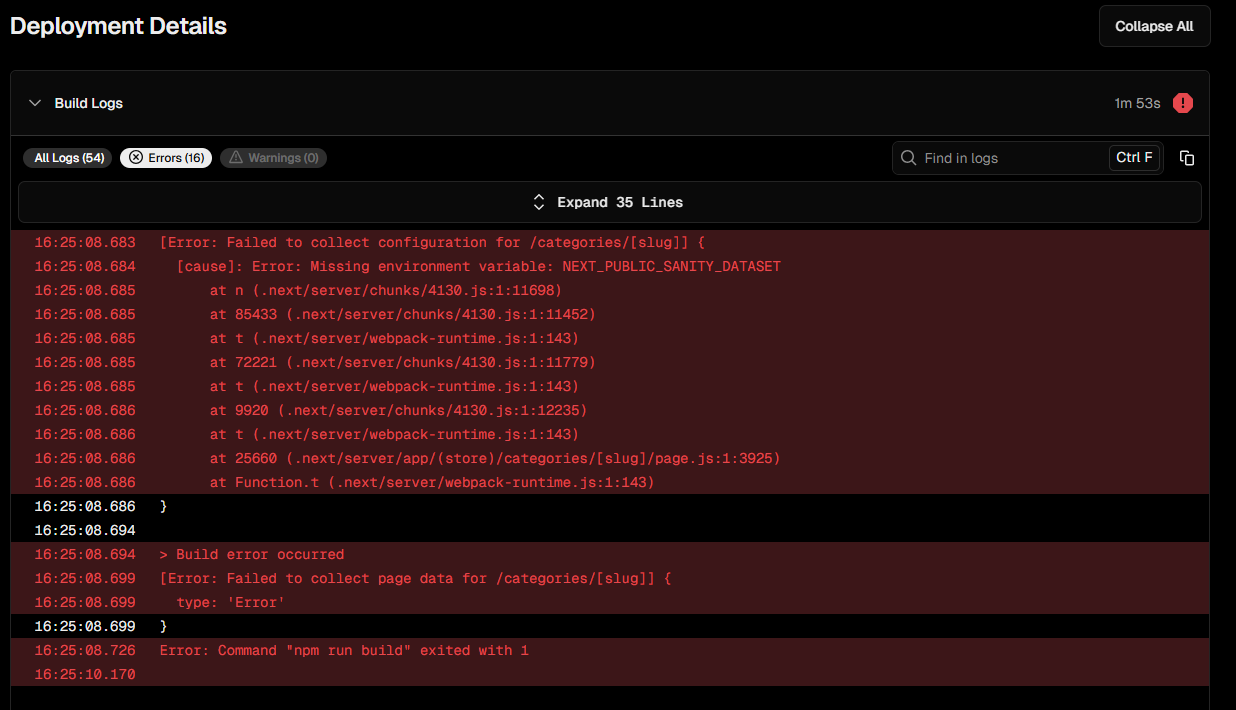 Deployment Details
Collapse All
Build Logs
1m 53s
All Logs (54)
Errors (16)
Warnings (0)
Find in logs
Ctrl F
Expand 35 Lines
16:25:08.683 [Error: Failed to collect configuration for /categories/[slug]] {
16:25:08.684 [cause]: Error: Missing environment variable: NEXT_PUBLIC_SANITY_DATASET
16:25:08.685 at n (.next/server/chunks/4130.js:1:11698)
16:25:08.685 at 85433 (.next/server/chunks/4130.js:1:11452)
16:25:08.685 at t (.next/server/webpack-runtime.js:1:143)
16:25:08.685 at 72221 (.next/server/chunks/4130.js:1:11779)
16:25:08.685 at t (.next/server/webpack-runtime.js:1:143)
16:25:08.686 at 9920 (.next/server/chunks/4130.js:1:12235)
16:25:08.686 at t (.next/server/webpack-runtime.js:1:143)
16:25:08.686 at 25660 (.next/server/app/(store)/categories/[slug]/page.js:1:3925)
16:25:08.686 at Function.t (.next/server/webpack-runtime.js:1:143)
16:25:08.686 }
16:25:08.694
16:25:08.694 > Build error occurred
16:25:08.699 [Error: Failed to collect page data for /categories/[slug]] {
16:25:08.699 type: 'Error'
16:25:08.699 }
16:25:08.726 Error: Command "npm run build" exited with 1
16:25:10.170